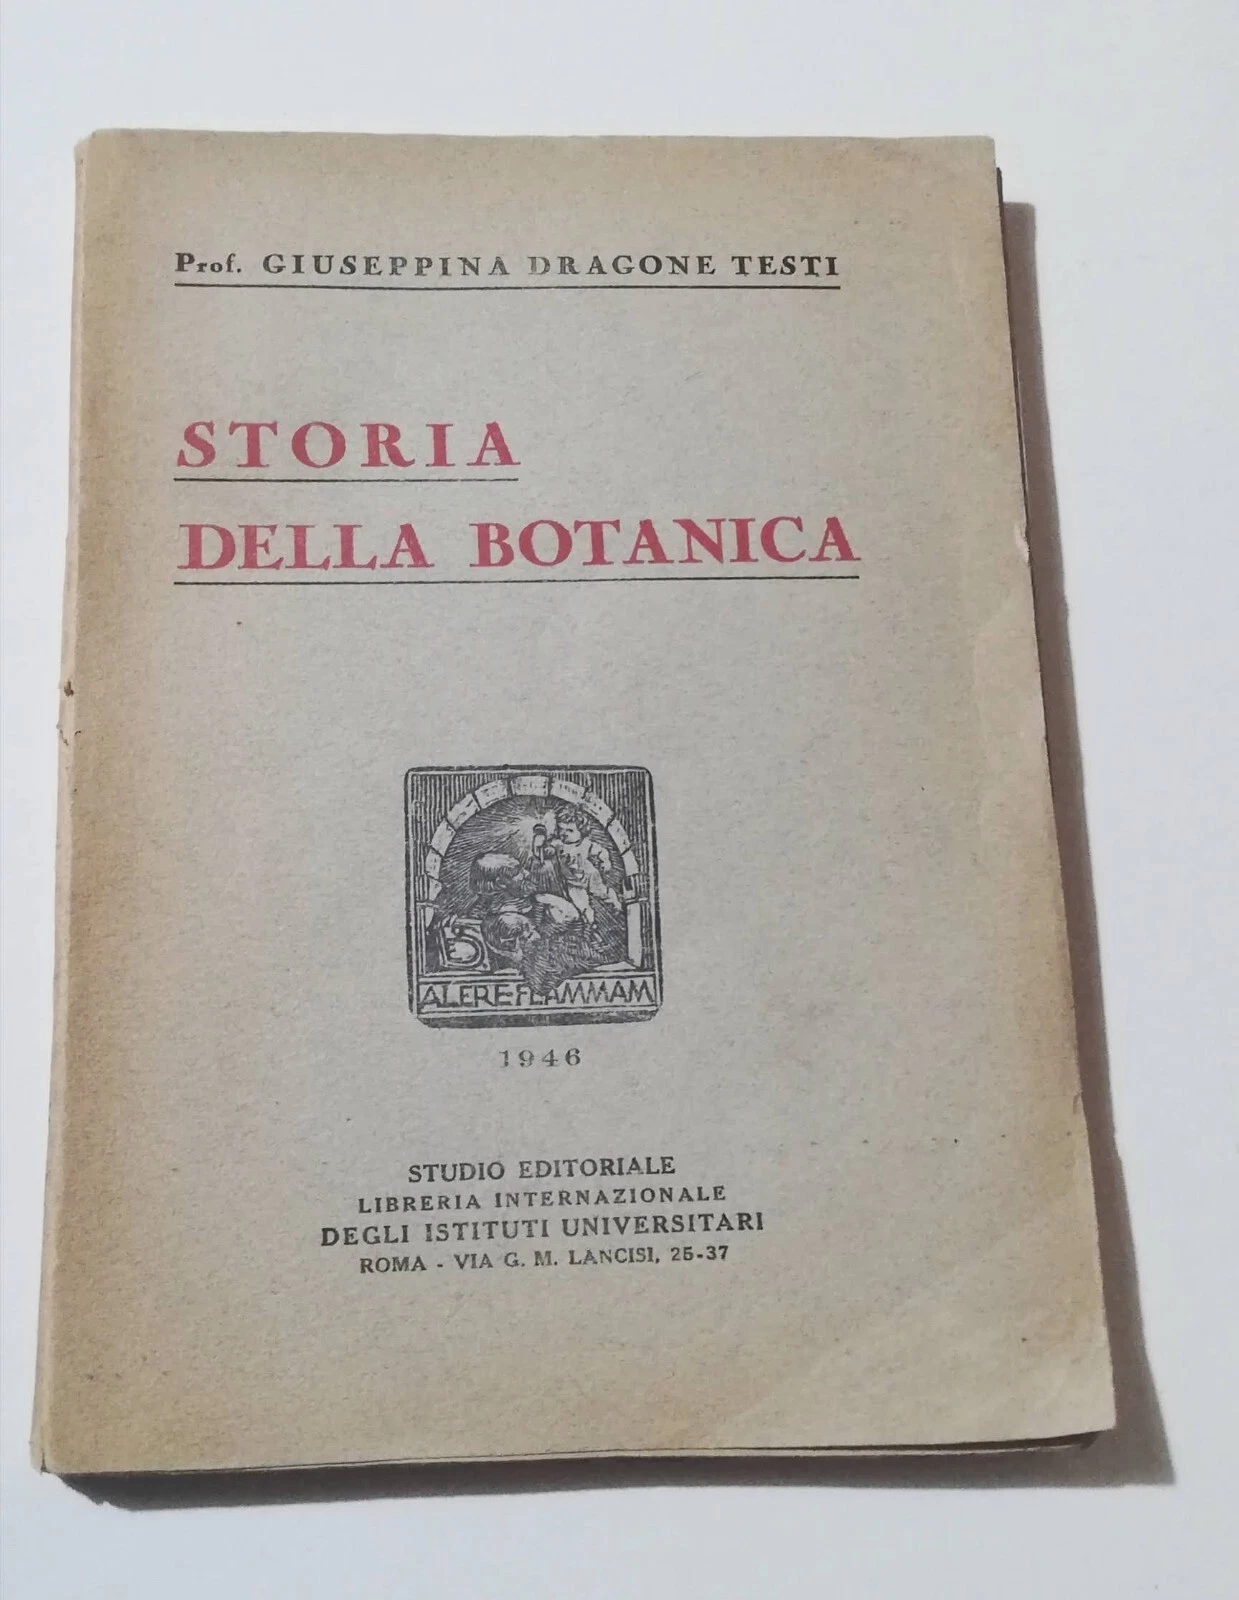 Prof. GIUSEPPINA DRAGONE TESTI
STORIA
DELLA BOTANICA
ALERE FLAMMAM
1946
STUDIO EDITORIALE
LIBRERIA INTERNAZIONALE
DEGLI ISTITUTI UNIVERSITARI
ROMA - VIA G. M. LANCISI, 25-37